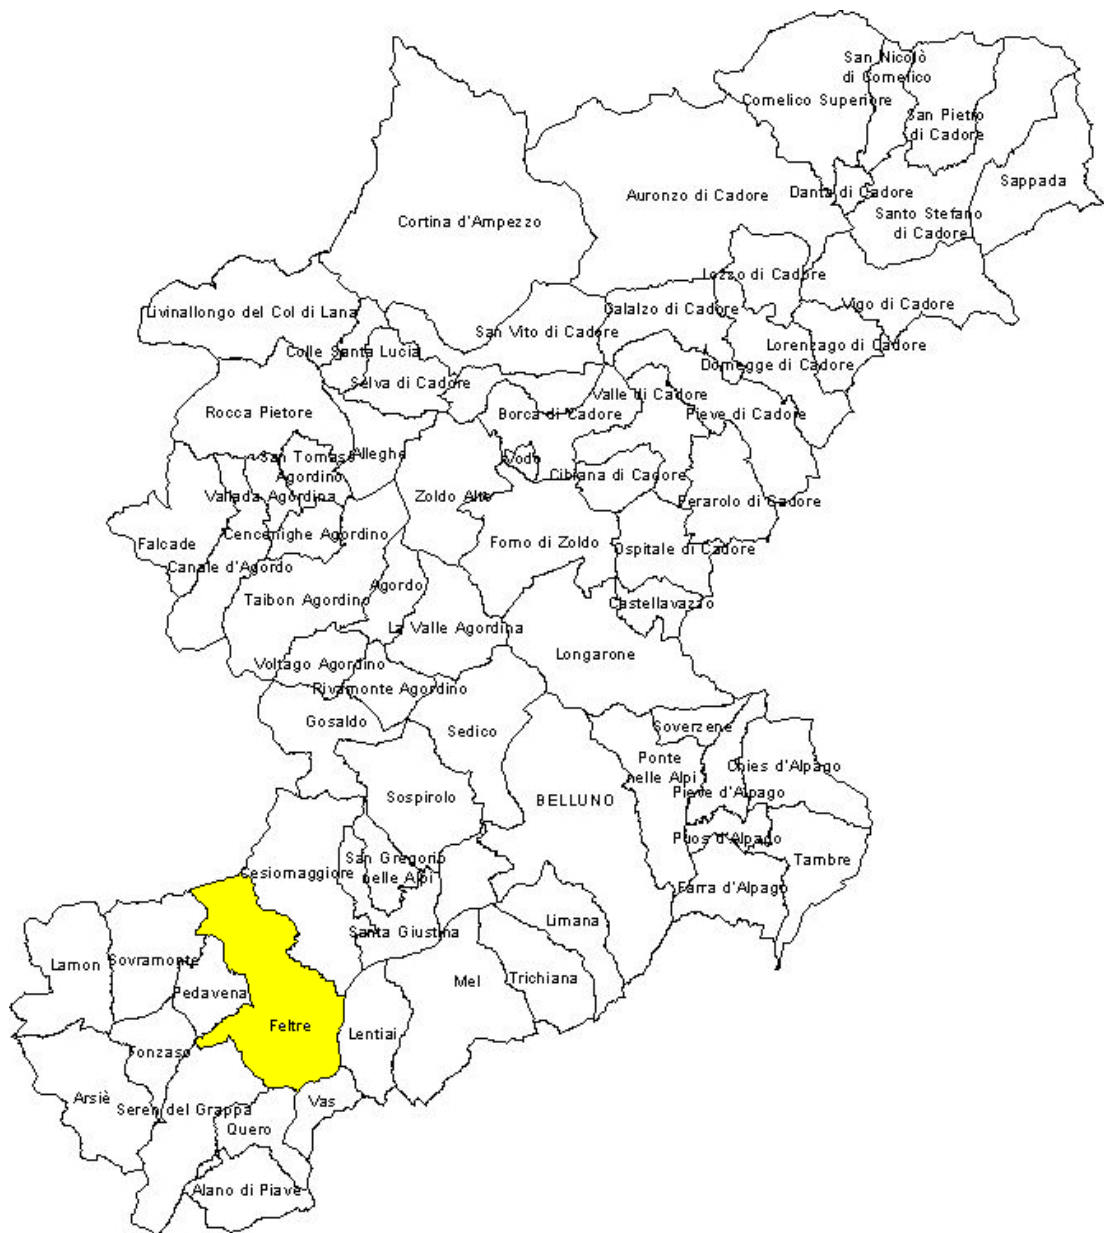 San Nicolò
di Comelico
Comelico Superiore
San Pietro
di Cadore
Sappada
Danta di Cadore
Auronzo di Cadore
Santo Stefano
di Cadore
Cortina d'Ampezzo
Lozzo di Cadore
Vigo di Cadore
Livinallongo del Col di Lana
Calalzo di Cadore
San Vito di Cadore
Lorenzago di Cadore
Colle Santa Lucia
Domegge di Cadore
Selva di Cadore
Valle di Cadore
Rocca Pietore
Borca di Cadore
Pieve di Cadore
San Tomaso
Agordino
Alleghe
Vodo
Zoldo Alto
Cibiana di Cadore
Vallada Agordina
Perarolo di Cadore
Cencenighe Agordino
Falcade
Forno di Zoldo
Ospitale di Cadore
Canale d'Agordo
Agordo
Taibon Agordino
Castellavazzo
La Valle Agordina
Longarone
Voltago Agordino
Rivamonte Agordino
Gosaldo
Sedico
Soverzene
Ponte
nelle Alpi
Chies d'Alpago
Pieve d'Alpago
Sospirolo
BELLUNO
Puos d'Alpago
San Gregorio
nelle Alpi
Tambre
Cesiomaggiore
Farra d'Alpago
Limana
Santa Giustina
Sovramonte
Lamon
Mel
Trichiana
Pedavena
Feltre
Lentiai
Fonzaso
Arsiè
Vas
Seren del Grappa
Quero
Alano di Piave